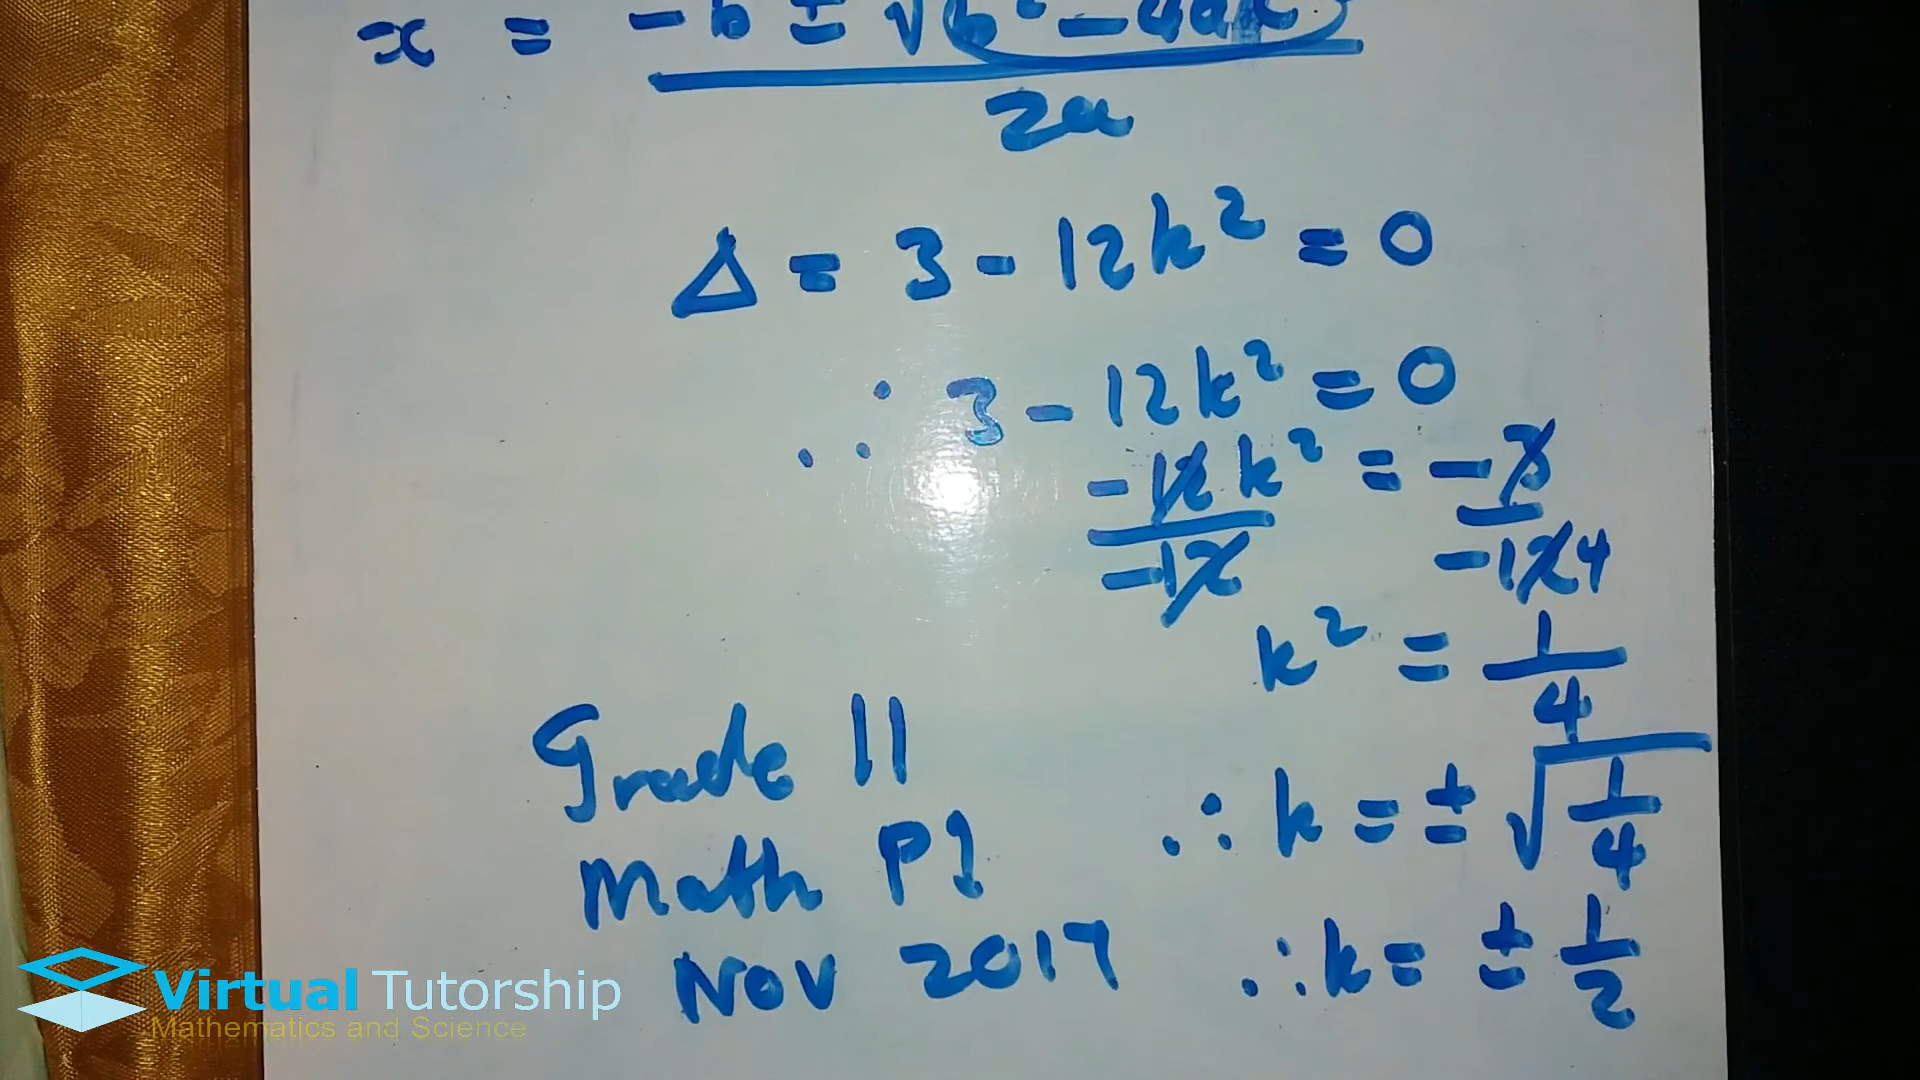 x = -b ± √b² - 4ac
2a
Δ = 3 - 12k² = 0
∴ 3 - 12k² = 0
-12k² = -3
-12 -12 4
k² = 1/4
Grade 11
∴ k = ± √1/4
Math P1
Nov 2017
∴ k = ± 1/2
Virtual Tutorship
Mathematics and Science